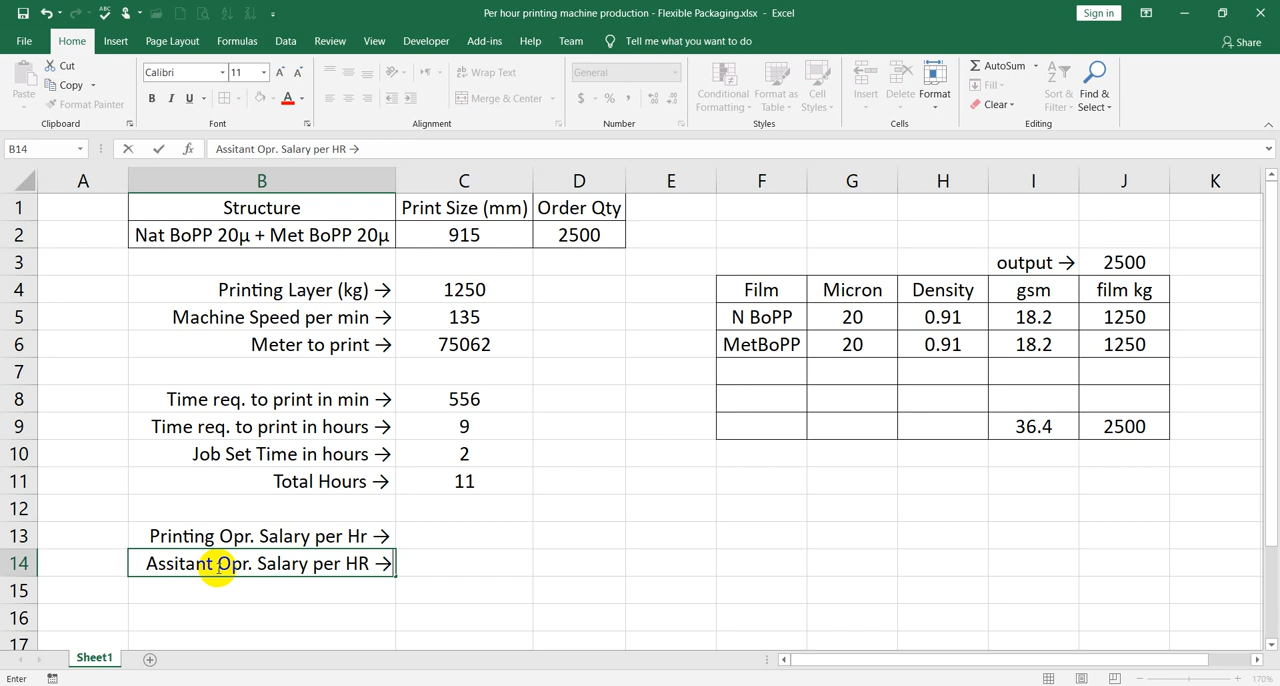 Per hour printing machine production - Flexible Packaging.xlsx - Excel
Sign in
File Home Insert Page Layout Formulas Data Review View Developer Add-ins Help Team Tell me what you want to do Share
Paste Cut Copy Format Painter Clipboard
Calibri 11 B I U A Font
Wrap Text Merge & Center Alignment
General $ % , Number
Conditional Formatting Format as Table Cell Styles Styles
Insert Delete Format Cells
AutoSum Fill Clear Sort & Filter Find & Select Editing
B14 fx Assitant Opr. Salary per HR →
A B C D E F G H I J K
1 Structure Print Size (mm) Order Qty
2 Nat BoPP 20μ + Met BoPP 20μ 915 2500
3 output → 2500
4 Printing Layer (kg) → 1250 Film Micron Density gsm film kg
5 Machine Speed per min → 135 N BoPP 20 0.91 18.2 1250
6 Meter to print → 75062 MetBoPP 20 0.91 18.2 1250
7
8 Time req. to print in min → 556
9 Time req. to print in hours → 9 36.4 2500
10 Job Set Time in hours → 2
11 Total Hours → 11
12
13 Printing Opr. Salary per Hr →
14 Assitant Opr. Salary per HR →
15
16
17
Sheet1
Enter 170%